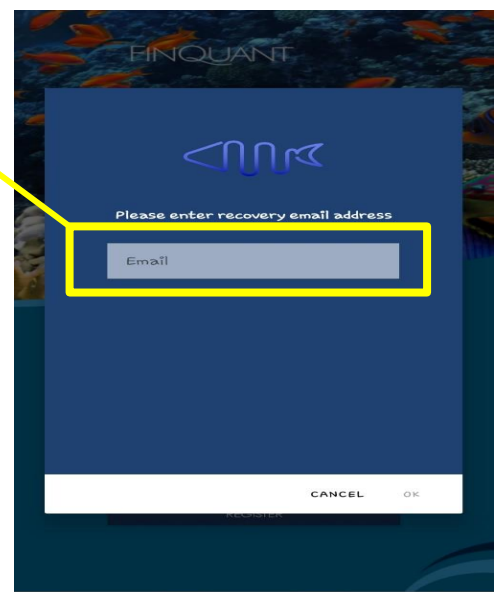 FINQUANT
Please enter recovery email address
Email
CANCEL OK
REGISTER